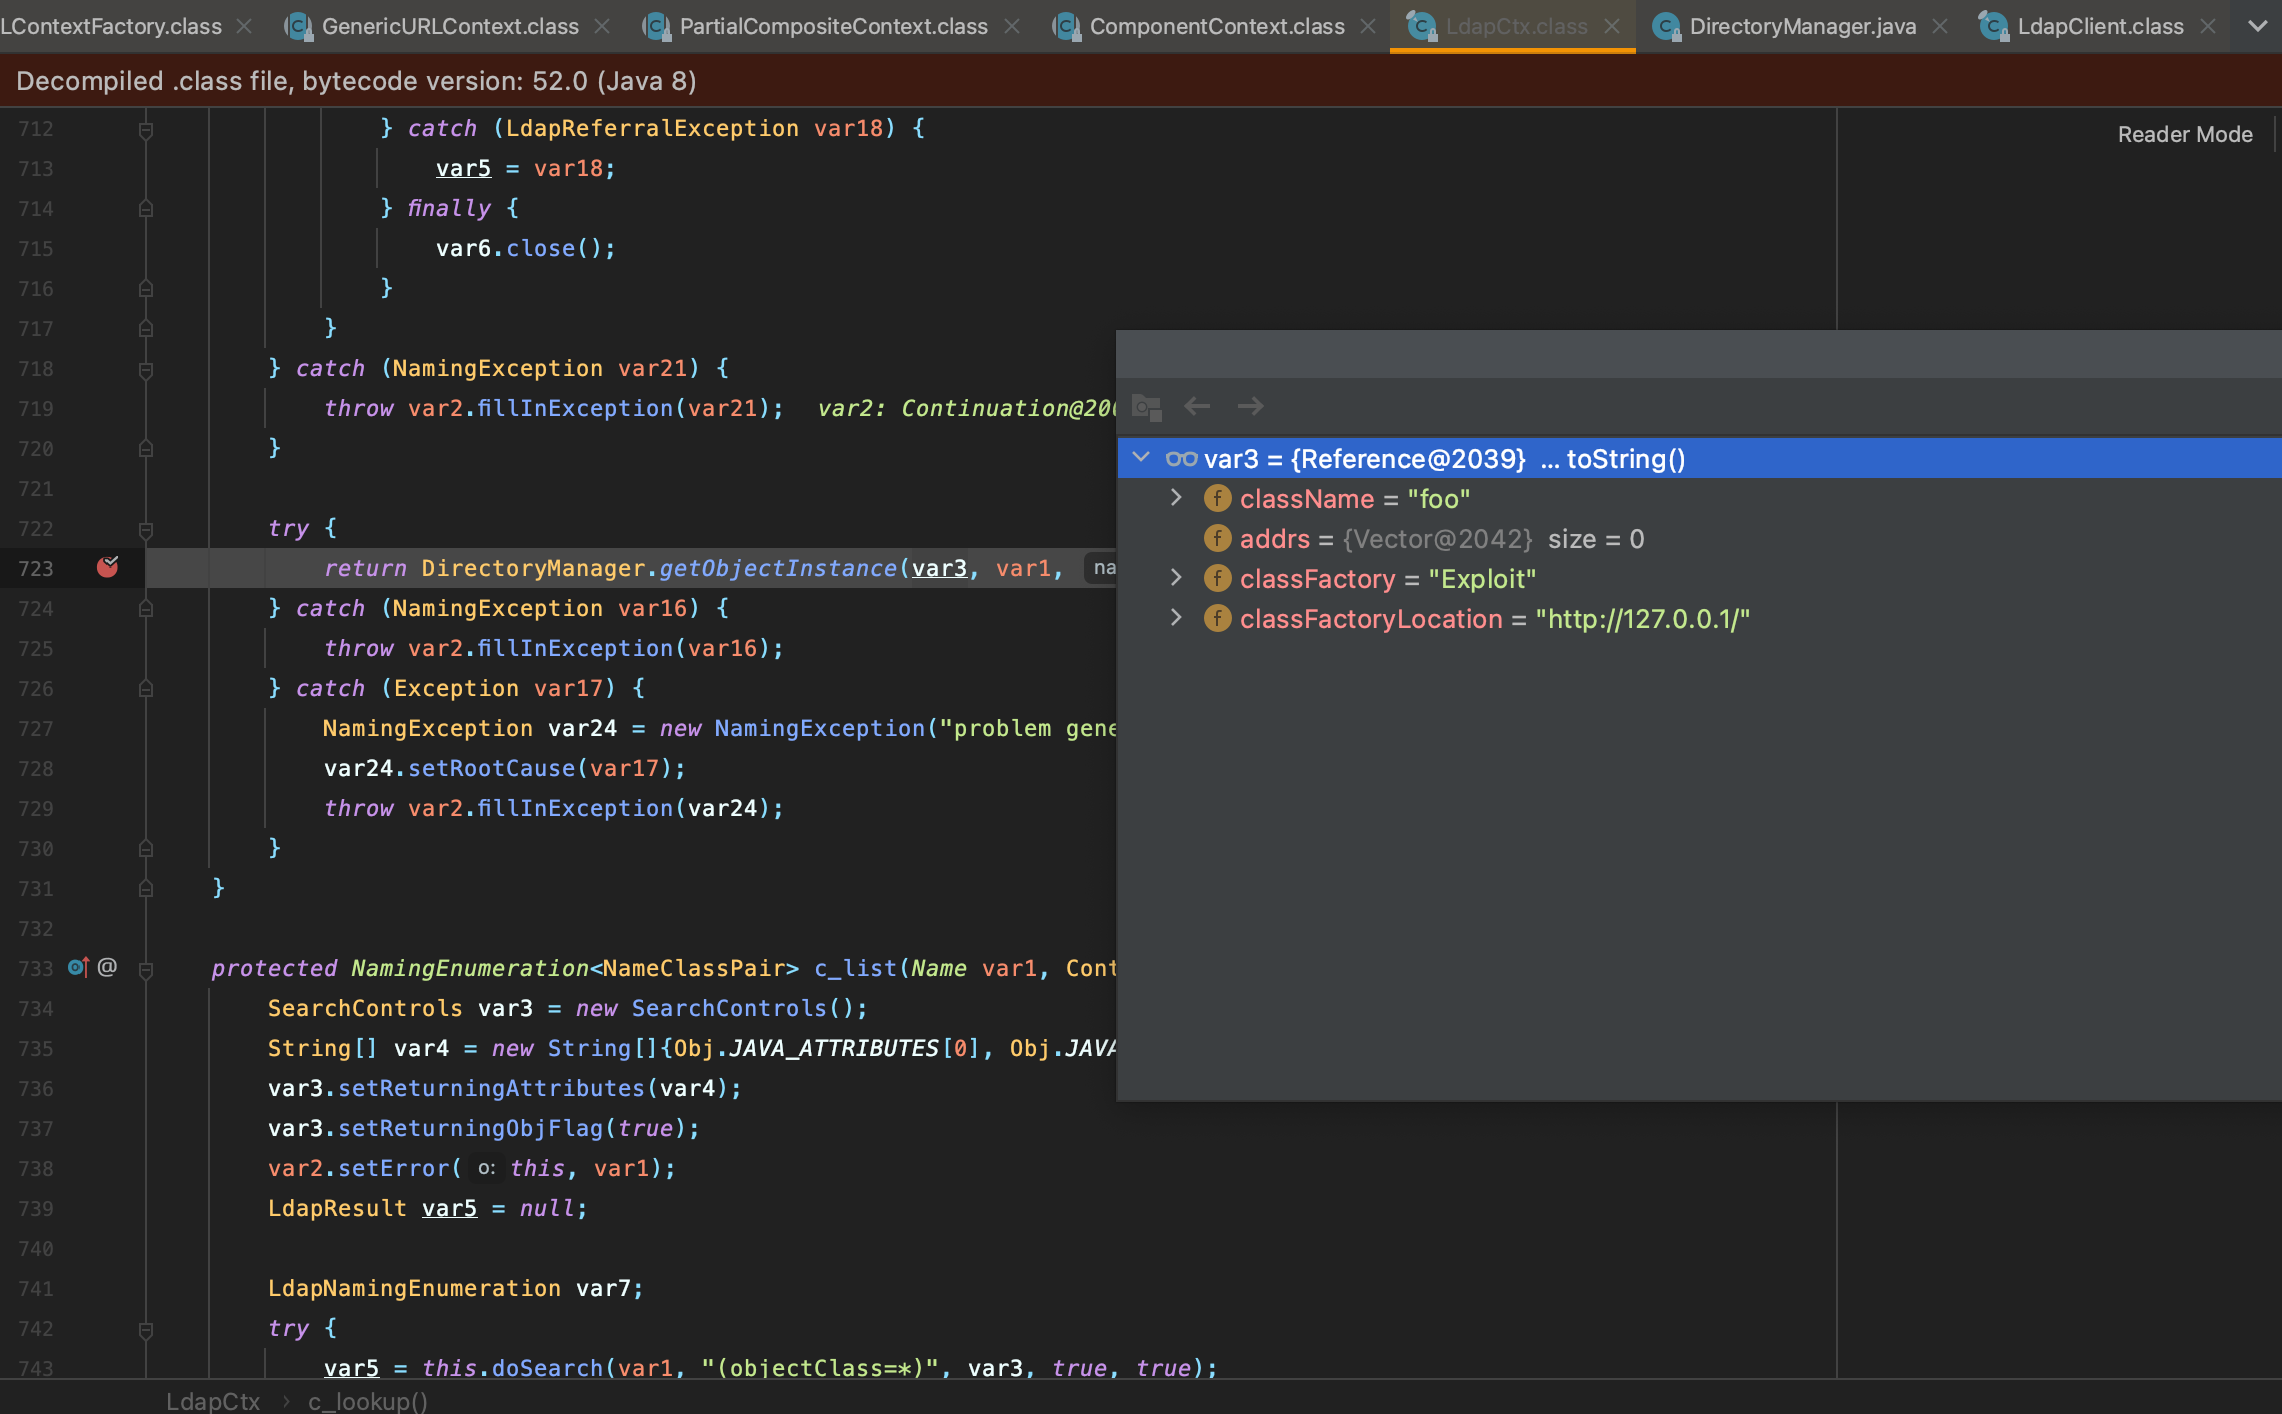 LContextFactory.class GenericURLContext.class PartialCompositeContext.class ComponentContext.class LdapCtx.class DirectoryManager.java LdapClient.class
Decompiled .class file, bytecode version: 52.0 (Java 8)
Reader Mode
712 } catch (LdapReferralException var18) {
713 var5 = var18;
714 } finally {
715 var6.close();
716 }
717 }
718 } catch (NamingException var21) {
719 throw var2.fillInException(var21); var2: Continuation@200
720 }
721
722 try {
723 return DirectoryManager.getObjectInstance(var3, var1, na
724 } catch (NamingException var16) {
725 throw var2.fillInException(var16);
726 } catch (Exception var17) {
727 NamingException var24 = new NamingException("problem gene
728 var24.setRootCause(var17);
729 throw var2.fillInException(var24);
730 }
731 }
732
733 @ protected NamingEnumeration<NameClassPair> c_list(Name var1, Cont
734 SearchControls var3 = new SearchControls();
735 String[] var4 = new String[]{Obj.JAVA_ATTRIBUTES[0], Obj.JAVA
736 var3.setReturningAttributes(var4);
737 var3.setReturningObjFlag(true);
738 var2.setError( o: this, var1);
739 LdapResult var5 = null;
740
741 LdapNamingEnumeration var7;
742 try {
743 var5 = this.doSearch(var1, "(objectClass=*)", var3, true, true);
var3 = {Reference@2039} ... toString()
f className = "foo"
f addrs = {Vector@2042} size = 0
f classFactory = "Exploit"
f classFactoryLocation = "http://127.0.0.1/"
LdapCtx › c_lookup()